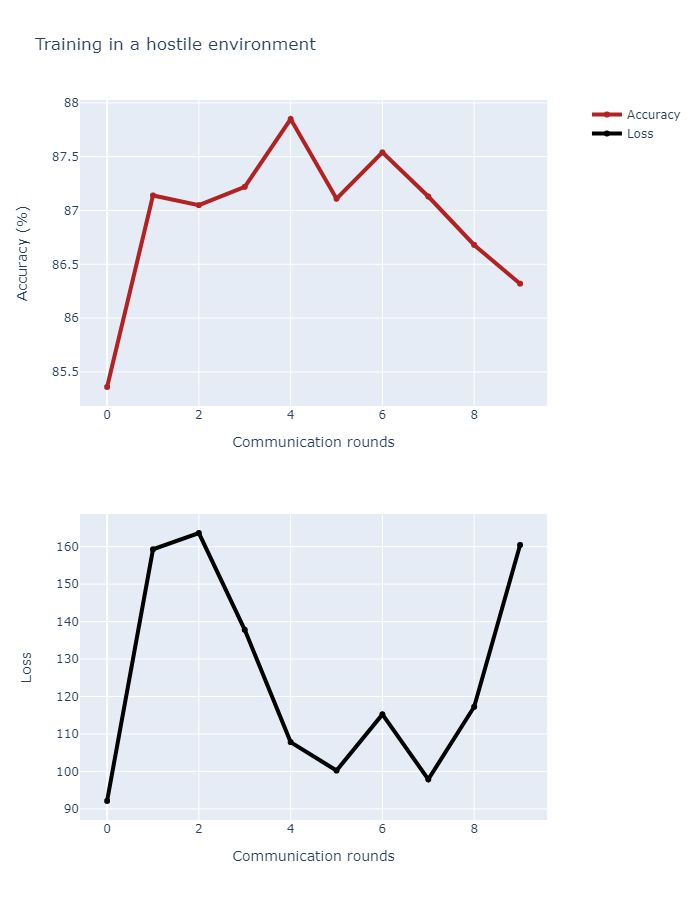 Training in a hostile environment
88
87.5
87
86.5
86
85.5
Accuracy (%)
0 2 4 6 8
Communication rounds
Accuracy
Loss
160
150
140
130
120
110
100
90
Loss
0 2 4 6 8
Communication rounds